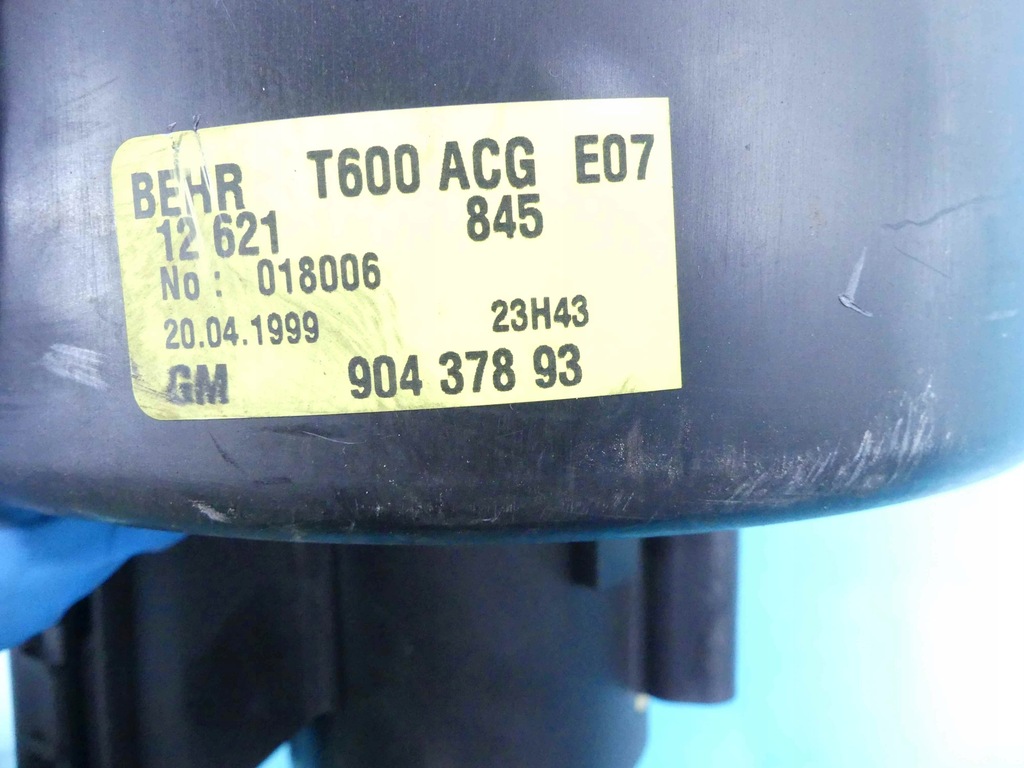 BEHR T600 ACG E07
12 621 845
No : 018006
20.04.1999 23H43
GM 904 378 93